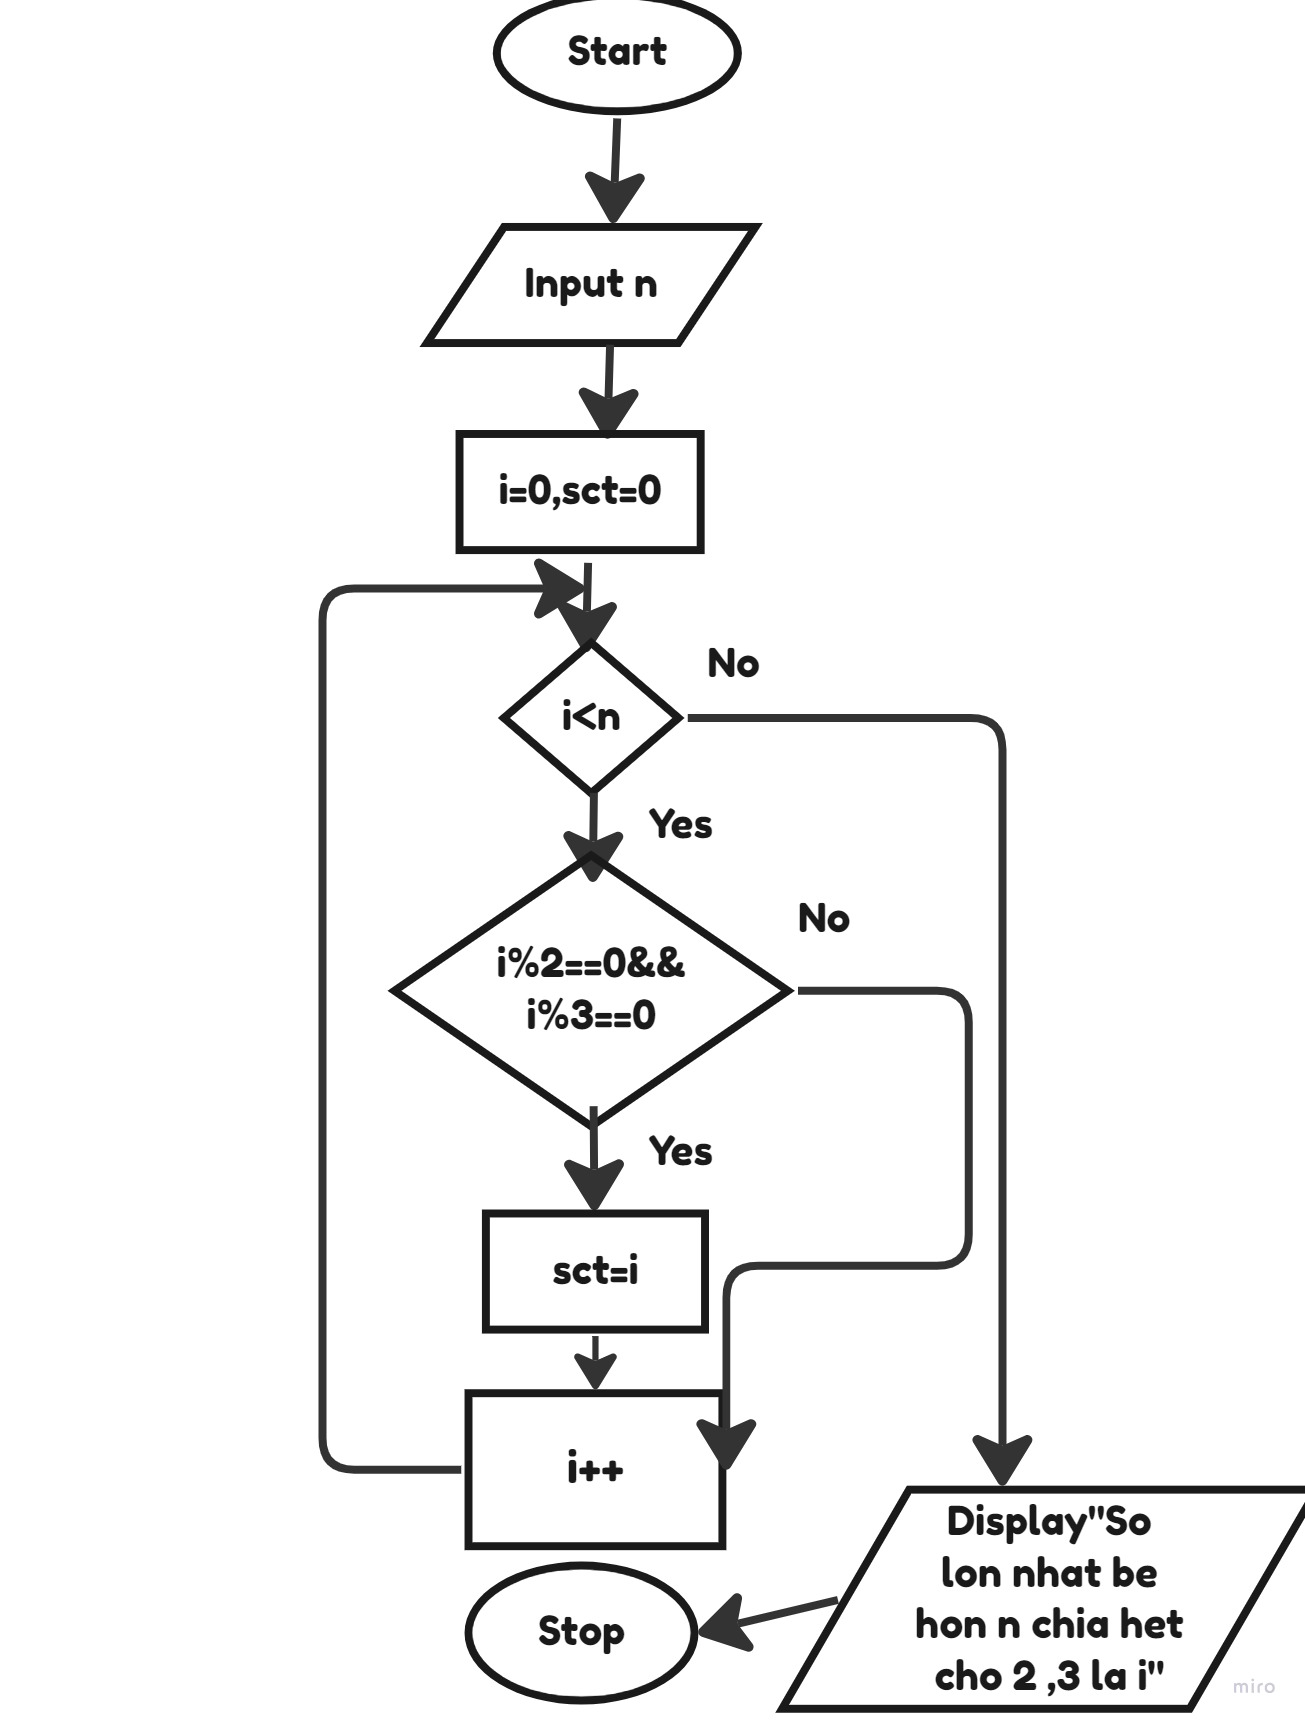 Start
Input n
i=0,sct=0
No
i<n
Yes
No
i%2==0&&
i%3==0
Yes
sct=i
i++
Display"So
lon nhat be
hon n chia het
cho 2 ,3 la i"
Stop
miro